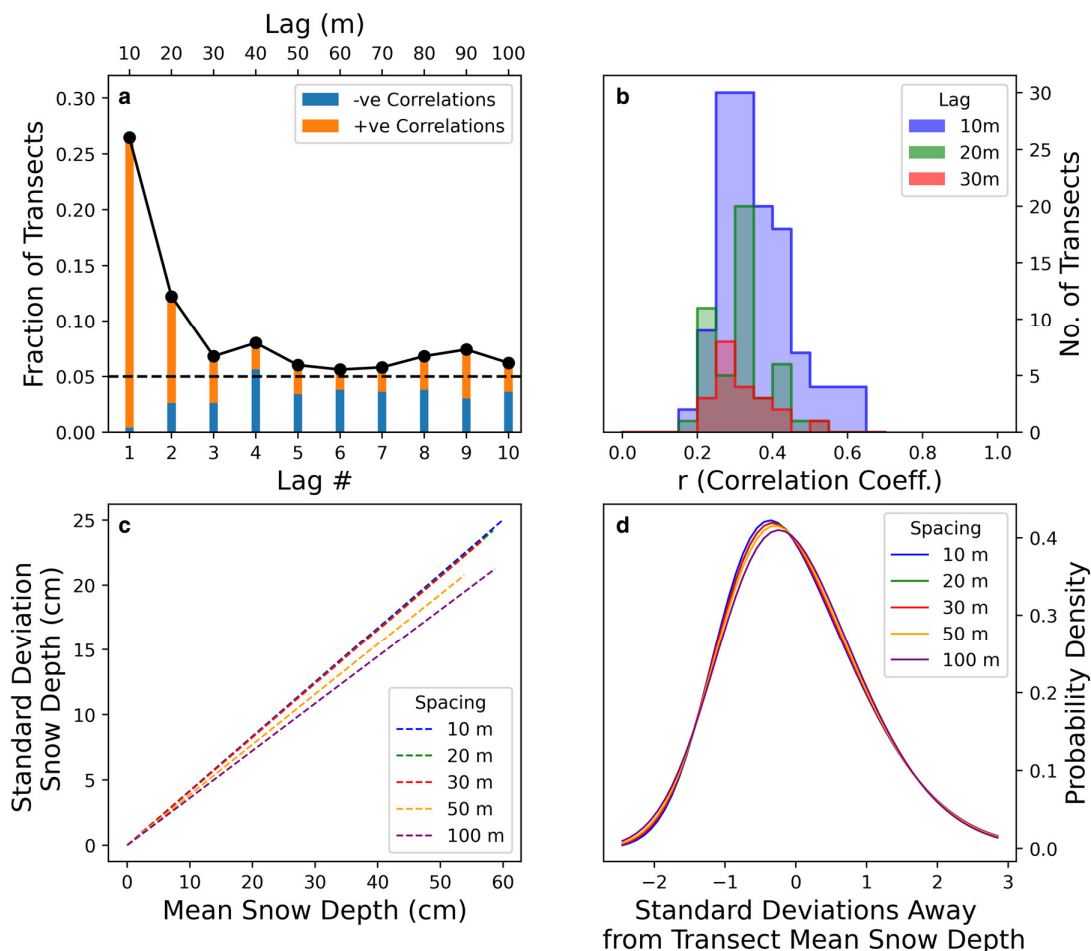 Lag (m)
10 20 30 40 50 60 70 80 90 100
a
-ve Correlations
+ve Correlations
0.30
0.25
0.20
0.15
0.10
0.05
0.00
Fraction of Transects
1 2 3 4 5 6 7 8 9 10
Lag #
b
Lag
10m
20m
30m
30
25
20
15
10
5
0
No. of Transects
0.0 0.2 0.4 0.6 0.8 1.0
r (Correlation Coeff.)
c
25
20
15
10
5
0
Standard Deviation
Snow Depth (cm)
Spacing
10 m
20 m
30 m
50 m
100 m
0 10 20 30 40 50 60
Mean Snow Depth (cm)
d
Spacing
10 m
20 m
30 m
50 m
100 m
0.4
0.3
0.2
0.1
0.0
Probability Density
−2 −1 0 1 2 3
Standard Deviations Away
from Transect Mean Snow Depth